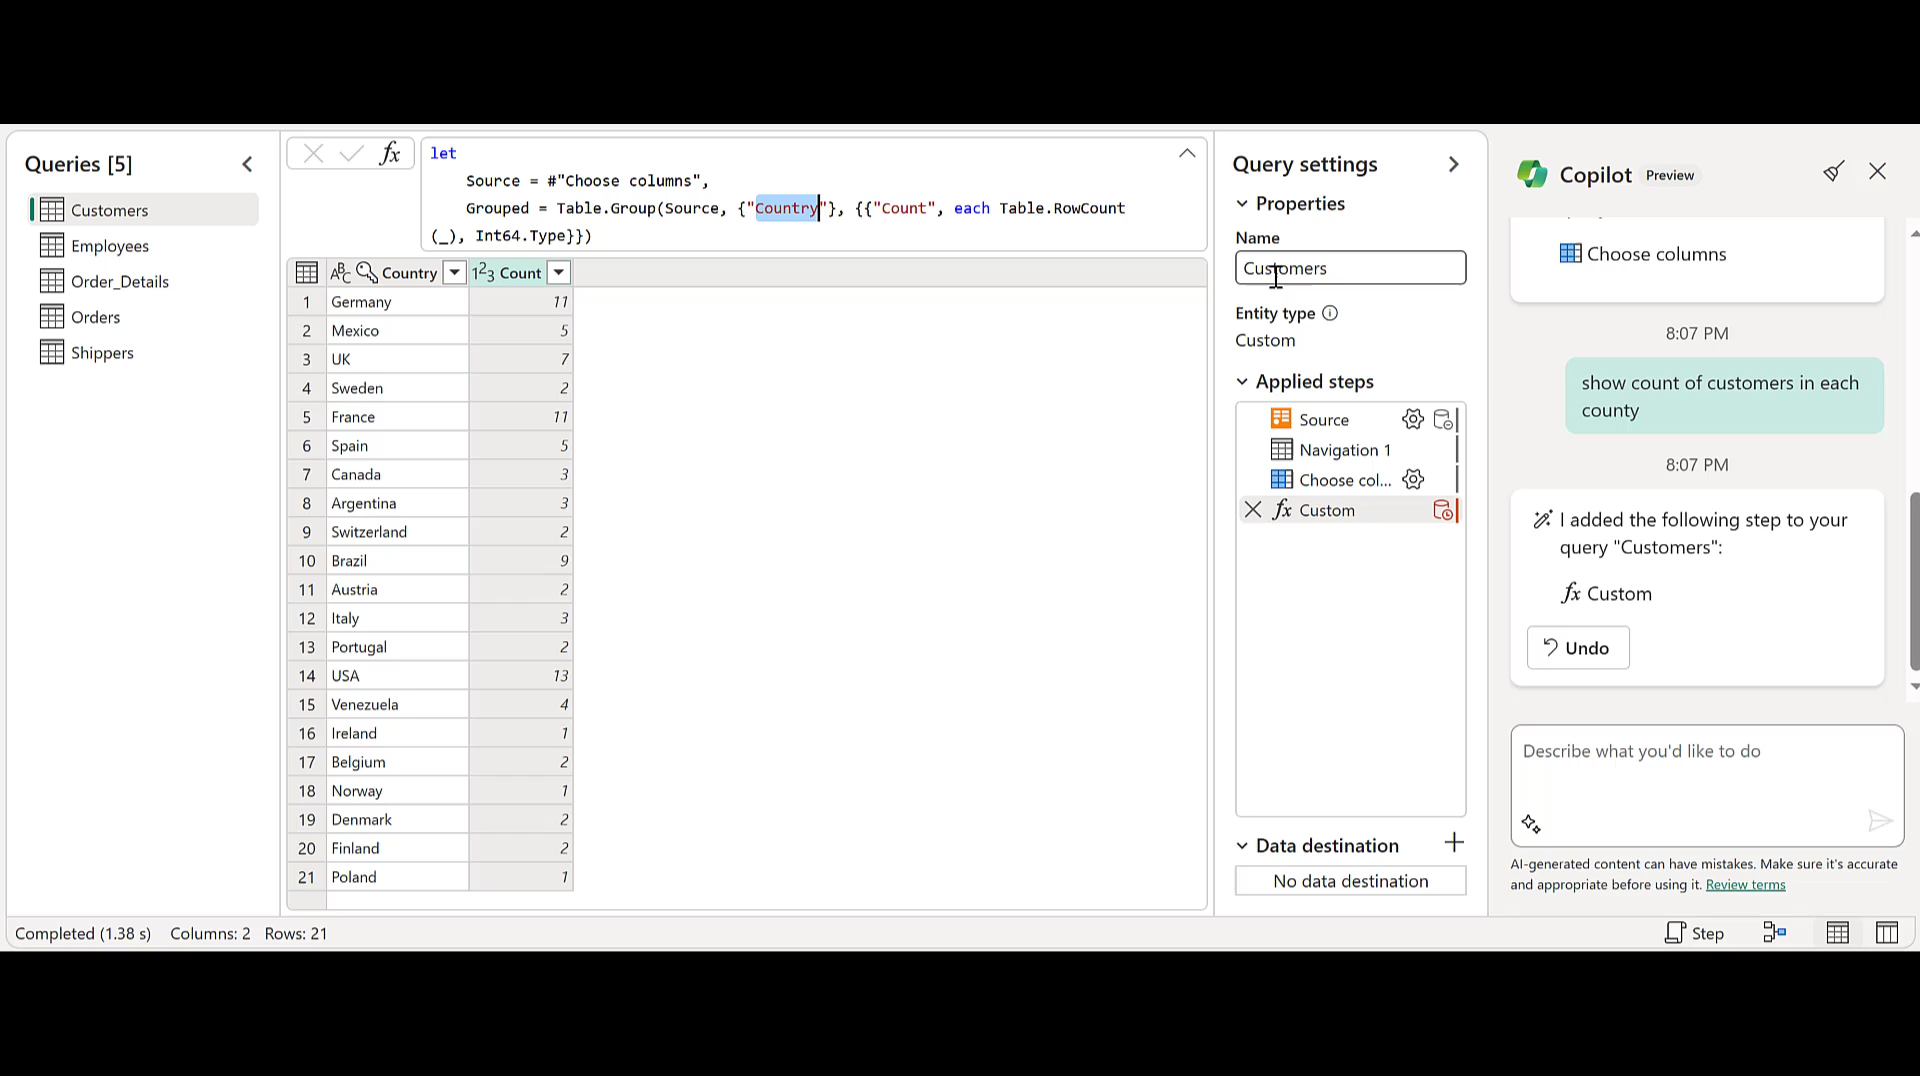 Queries [5]
Customers
Employees
Order_Details
Orders
Shippers
fx
let
Source = #"Choose columns",
Grouped = Table.Group(Source, {"Country"}, {{"Count", each Table.RowCount
(_), Int64.Type}})
ABC Country 123 Count
1 Germany 11
2 Mexico 5
3 UK 7
4 Sweden 2
5 France 11
6 Spain 5
7 Canada 3
8 Argentina 3
9 Switzerland 2
10 Brazil 9
11 Austria 2
12 Italy 3
13 Portugal 2
14 USA 13
15 Venezuela 4
16 Ireland 1
17 Belgium 2
18 Norway 1
19 Denmark 2
20 Finland 2
21 Poland 1
Query settings
Properties
Name
Customers
Entity type
Custom
Applied steps
Source
Navigation 1
Choose col...
fx Custom
Data destination
No data destination
Copilot Preview
Choose columns
8:07 PM
show count of customers in each
county
8:07 PM
I added the following step to your
query "Customers":
fx Custom
Undo
Describe what you'd like to do
AI-generated content can have mistakes. Make sure it's accurate
and appropriate before using it. Review terms
Completed (1.38 s) Columns: 2 Rows: 21
Step